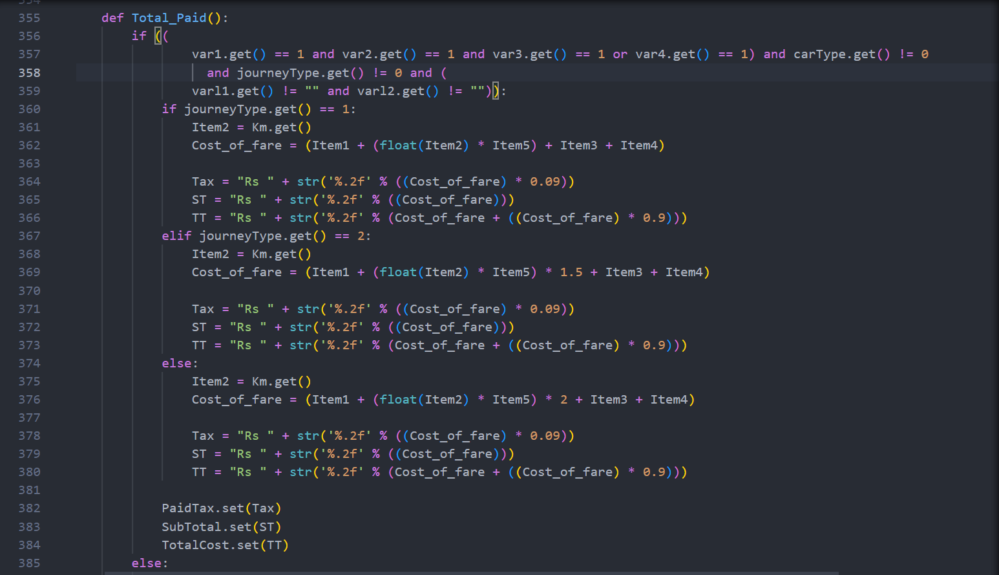 354
355 def Total_Paid():
356 if ((
357 var1.get() == 1 and var2.get() == 1 and var3.get() == 1 or var4.get() == 1) and carType.get() != 0
358 and journeyType.get() != 0 and (
359 varl1.get() != "" and varl2.get() != "")):
360 if journeyType.get() == 1:
361 Item2 = Km.get()
362 Cost_of_fare = (Item1 + (float(Item2) * Item5) + Item3 + Item4)
363
364 Tax = "Rs " + str('%.2f' % ((Cost_of_fare) * 0.09))
365 ST = "Rs " + str('%.2f' % ((Cost_of_fare)))
366 TT = "Rs " + str('%.2f' % (Cost_of_fare + ((Cost_of_fare) * 0.9)))
367 elif journeyType.get() == 2:
368 Item2 = Km.get()
369 Cost_of_fare = (Item1 + (float(Item2) * Item5) * 1.5 + Item3 + Item4)
370
371 Tax = "Rs " + str('%.2f' % ((Cost_of_fare) * 0.09))
372 ST = "Rs " + str('%.2f' % ((Cost_of_fare)))
373 TT = "Rs " + str('%.2f' % (Cost_of_fare + ((Cost_of_fare) * 0.9)))
374 else:
375 Item2 = Km.get()
376 Cost_of_fare = (Item1 + (float(Item2) * Item5) * 2 + Item3 + Item4)
377
378 Tax = "Rs " + str('%.2f' % ((Cost_of_fare) * 0.09))
379 ST = "Rs " + str('%.2f' % ((Cost_of_fare)))
380 TT = "Rs " + str('%.2f' % (Cost_of_fare + ((Cost_of_fare) * 0.9)))
381
382 PaidTax.set(Tax)
383 SubTotal.set(ST)
384 TotalCost.set(TT)
385 else: